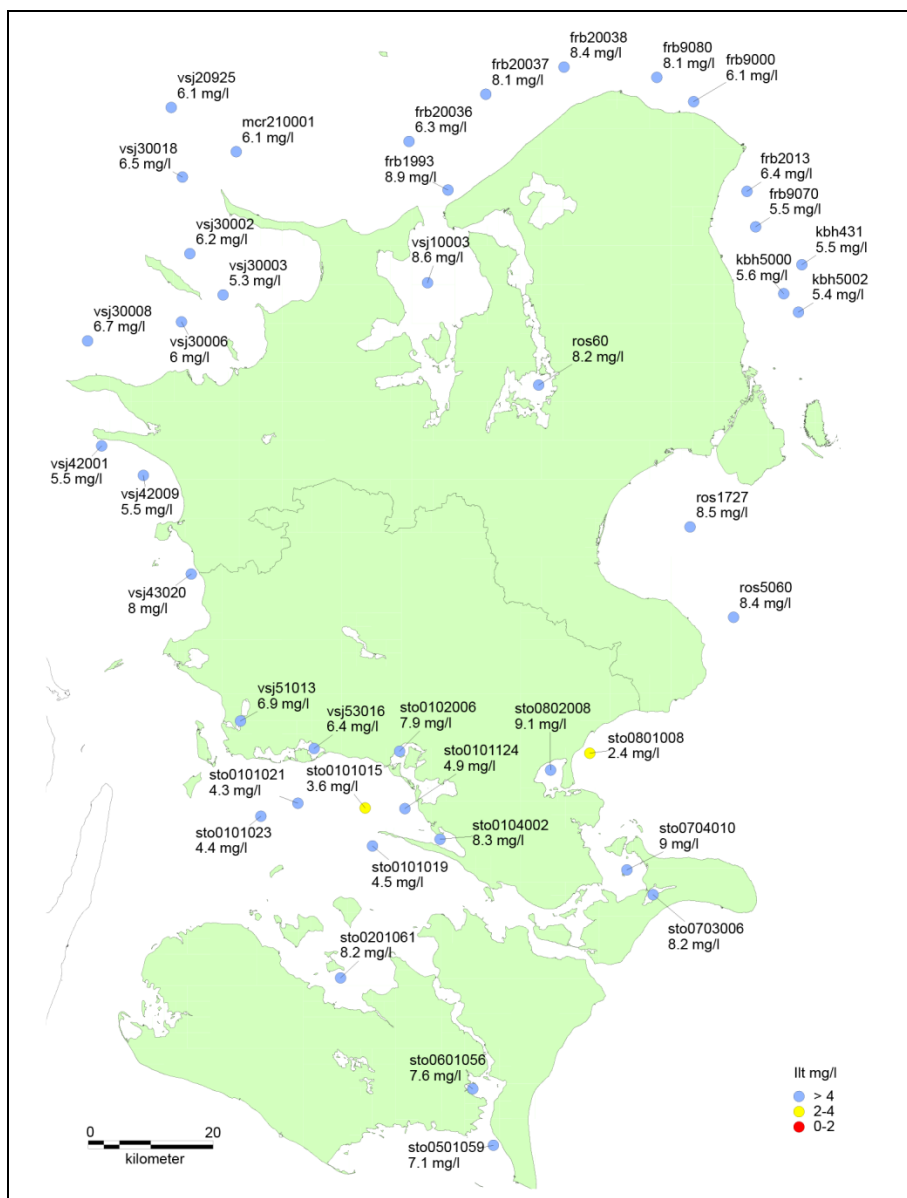 frb20038
8.4 mg/l
frb9080
8.1 mg/l
frb9000
6.1 mg/l
frb20037
8.1 mg/l
vsj20925
6.1 mg/l
mcr210001
6.1 mg/l
frb20036
6.3 mg/l
vsj30018
6.5 mg/l
frb1993
8.9 mg/l
frb2013
6.4 mg/l
frb9070
5.5 mg/l
vsj30002
6.2 mg/l
vsj10003
8.6 mg/l
kbh431
5.5 mg/l
vsj30003
5.3 mg/l
kbh5000
5.6 mg/l
kbh5002
5.4 mg/l
vsj30008
6.7 mg/l
vsj30006
6 mg/l
ros60
8.2 mg/l
vsj42001
5.5 mg/l
vsj42009
5.5 mg/l
ros1727
8.5 mg/l
vsj43020
8 mg/l
ros5060
8.4 mg/l
vsj51013
6.9 mg/l
vsj53016
6.4 mg/l
sto0102006
7.9 mg/l
sto0802008
9.1 mg/l
sto0801008
2.4 mg/l
sto0101124
4.9 mg/l
sto0101021
4.3 mg/l
sto0101015
3.6 mg/l
sto0101023
4.4 mg/l
sto0104002
8.3 mg/l
sto0704010
9 mg/l
sto0101019
4.5 mg/l
sto0703006
8.2 mg/l
sto0201061
8.2 mg/l
sto0601056
7.6 mg/l
sto0501059
7.1 mg/l
Ilt mg/l
> 4
2-4
0-2
0 20
kilometer